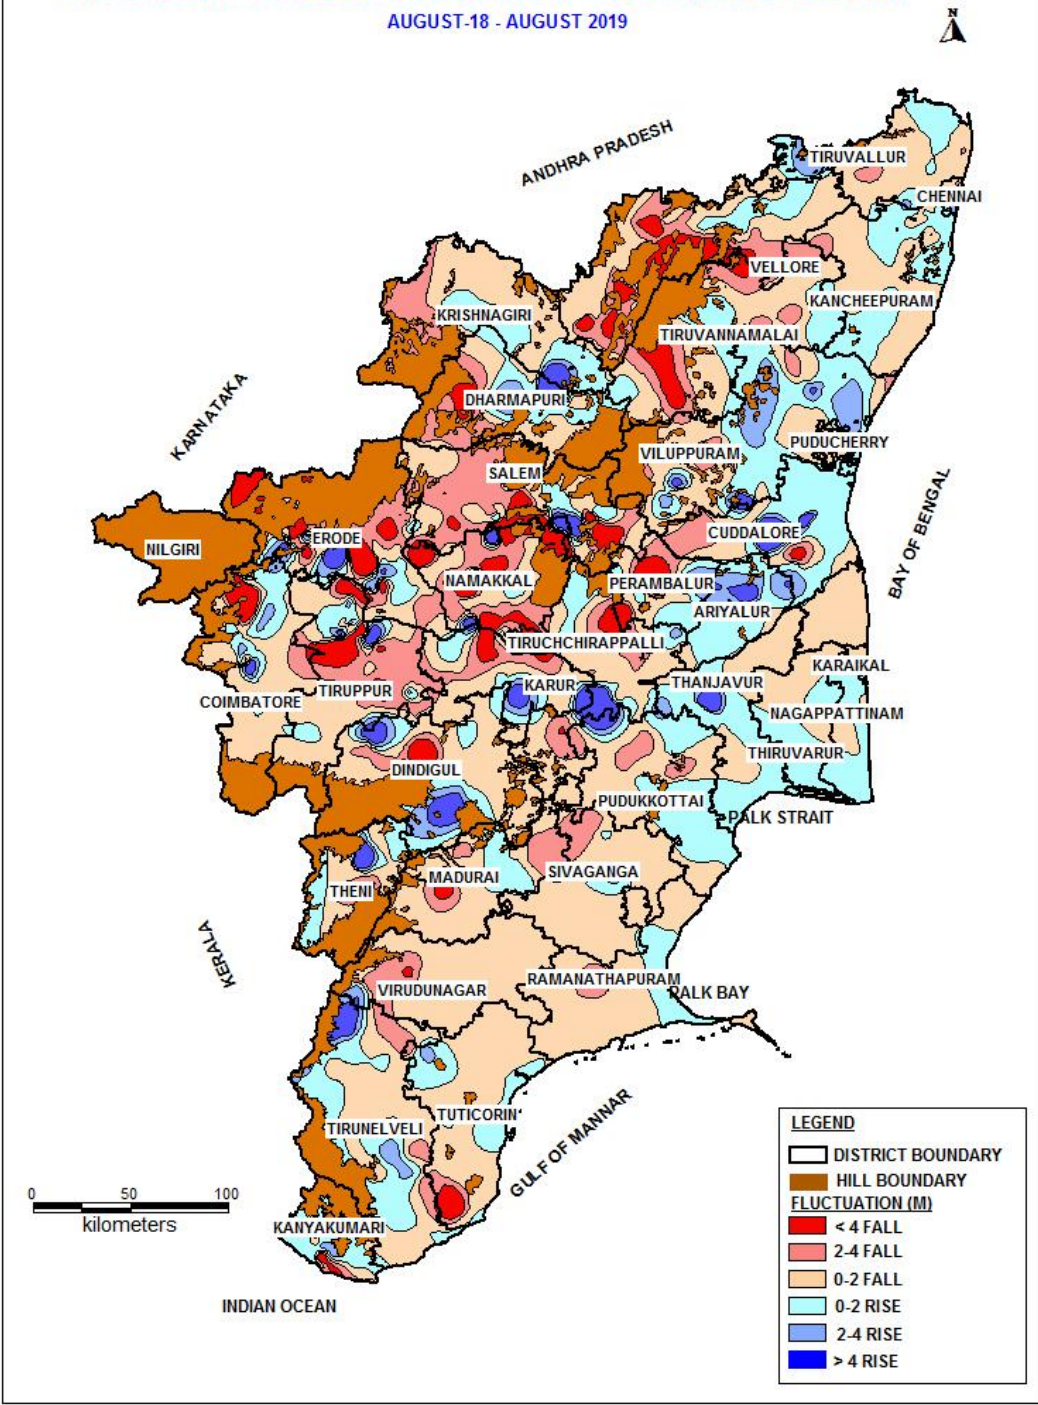 AUGUST-18 - AUGUST 2019
N
ANDHRA PRADESH
TIRUVALLUR
CHENNAI
VELLORE
KANCHEEPURAM
KRISHNAGIRI
TIRUVANNAMALAI
KARNATAKA
DHARMAPURI
PUDUCHERRY
VILUPPURAM
SALEM
BAY OF BENGAL
CUDDALORE
ERODE
NILGIRI
NAMAKKAL
PERAMBALUR
ARIYALUR
TIRUCHCHIRAPPALLI
KARAIKAL
THANJAVUR
KARUR
TIRUPPUR
COIMBATORE
NAGAPPATTINAM
THIRUVARUR
DINDIGUL
PUDUKKOTTAI
PALK STRAIT
SIVAGANGA
MADURAI
THENI
KERALA
RAMANATHAPURAM
VIRUDUNAGAR
PALK BAY
TUTICORIN
TIRUNELVELI
GULF OF MANNAR
KANYAKUMARI
INDIAN OCEAN
0 50 100
kilometers
LEGEND
DISTRICT BOUNDARY
HILL BOUNDARY
FLUCTUATION (M)
< 4 FALL
2-4 FALL
0-2 FALL
0-2 RISE
2-4 RISE
> 4 RISE